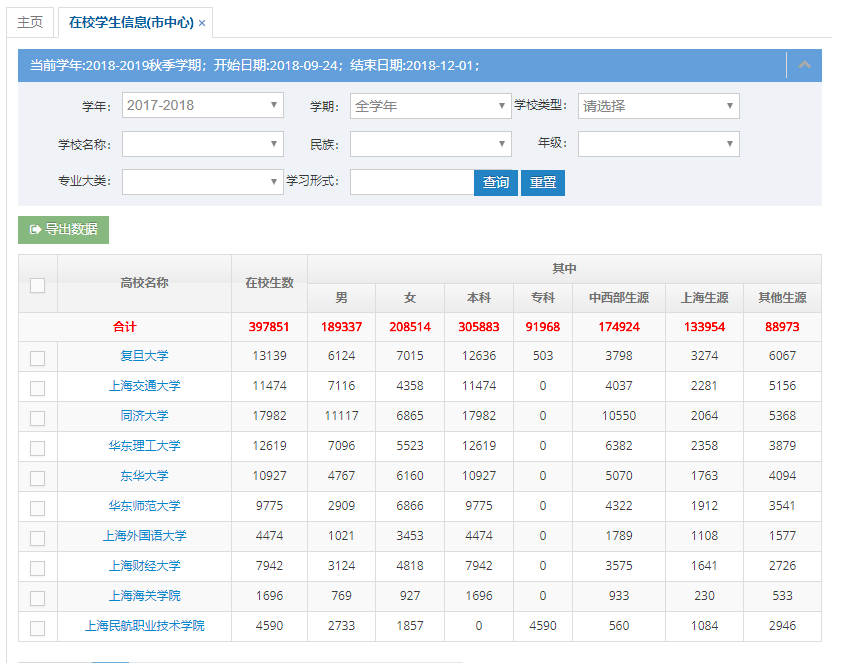 主页 在校学生信息(市中心) ×
当前学年:2018-2019秋季学期；开始日期:2018-09-24；结束日期:2018-12-01；
学年: 2017-2018 学期: 全学年 学校类型: 请选择
学校名称: 民族: 年级:
专业大类: 学习形式: 查询 重置
导出数据
高校名称 在校生数 其中
男 女 本科 专科 中西部生源 上海生源 其他生源
合计 397851 189337 208514 305883 91968 174924 133954 88973
复旦大学 13139 6124 7015 12636 503 3798 3274 6067
上海交通大学 11474 7116 4358 11474 0 4037 2281 5156
同济大学 17982 11117 6865 17982 0 10550 2064 5368
华东理工大学 12619 7096 5523 12619 0 6382 2358 3879
东华大学 10927 4767 6160 10927 0 5070 1763 4094
华东师范大学 9775 2909 6866 9775 0 4322 1912 3541
上海外国语大学 4474 1021 3453 4474 0 1789 1108 1577
上海财经大学 7942 3124 4818 7942 0 3575 1641 2726
上海海关学院 1696 769 927 1696 0 933 230 533
上海民航职业技术学院 4590 2733 1857 0 4590 560 1084 2946